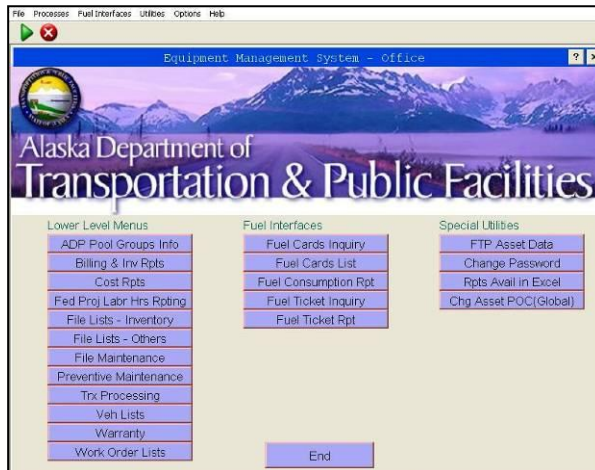 File Processes Fuel Interfaces Utilities Options Help
Equipment Management System - Office
? x
Alaska Department of
Transportation & Public Facilities
Lower Level Menus
ADP Pool Groups Info
Billing & Inv Rpts
Cost Rpts
Fed Proj Labr Hrs Rpting
File Lists - Inventory
File Lists - Others
File Maintenance
Preventive Maintenance
Trx Processing
Veh Lists
Warranty
Work Order Lists
Fuel Interfaces
Fuel Cards Inquiry
Fuel Cards List
Fuel Consumption Rpt
Fuel Ticket Inquiry
Fuel Ticket Rpt
Special Utilities
FTP Asset Data
Change Password
Rpts Avail in Excel
Chg Asset POC(Global)
End